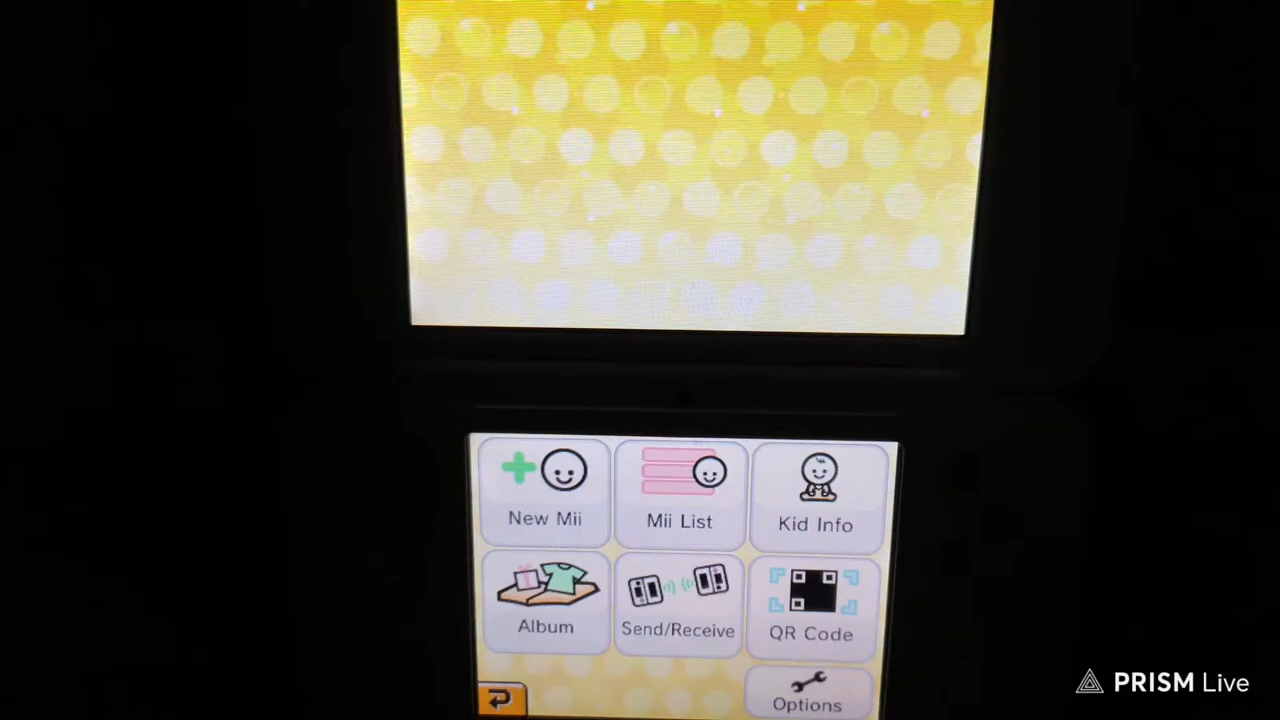 New Mii
Mii List
Kid Info
Album
Send/Receive
QR Code
Options
PRISM Live